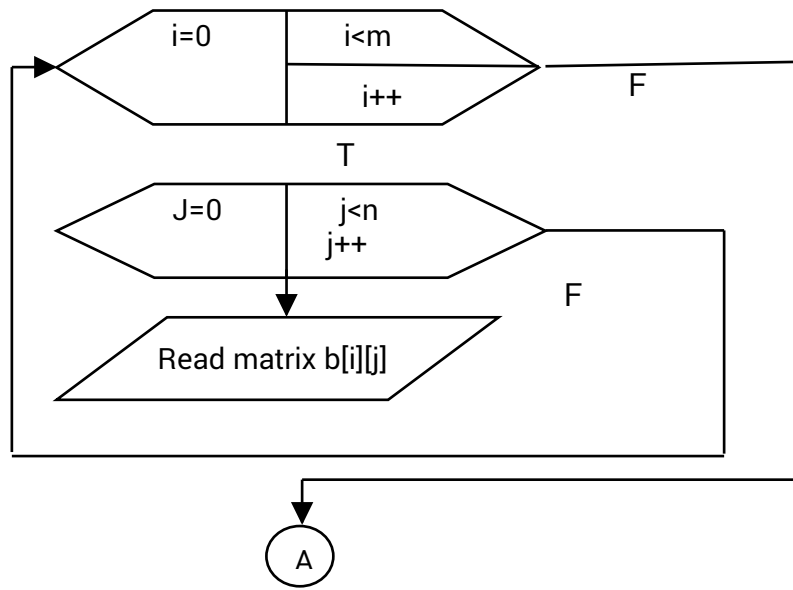 i=0
i<m
i++
F
T
J=0
j<n
j++
F
Read matrix b[i][j]
A